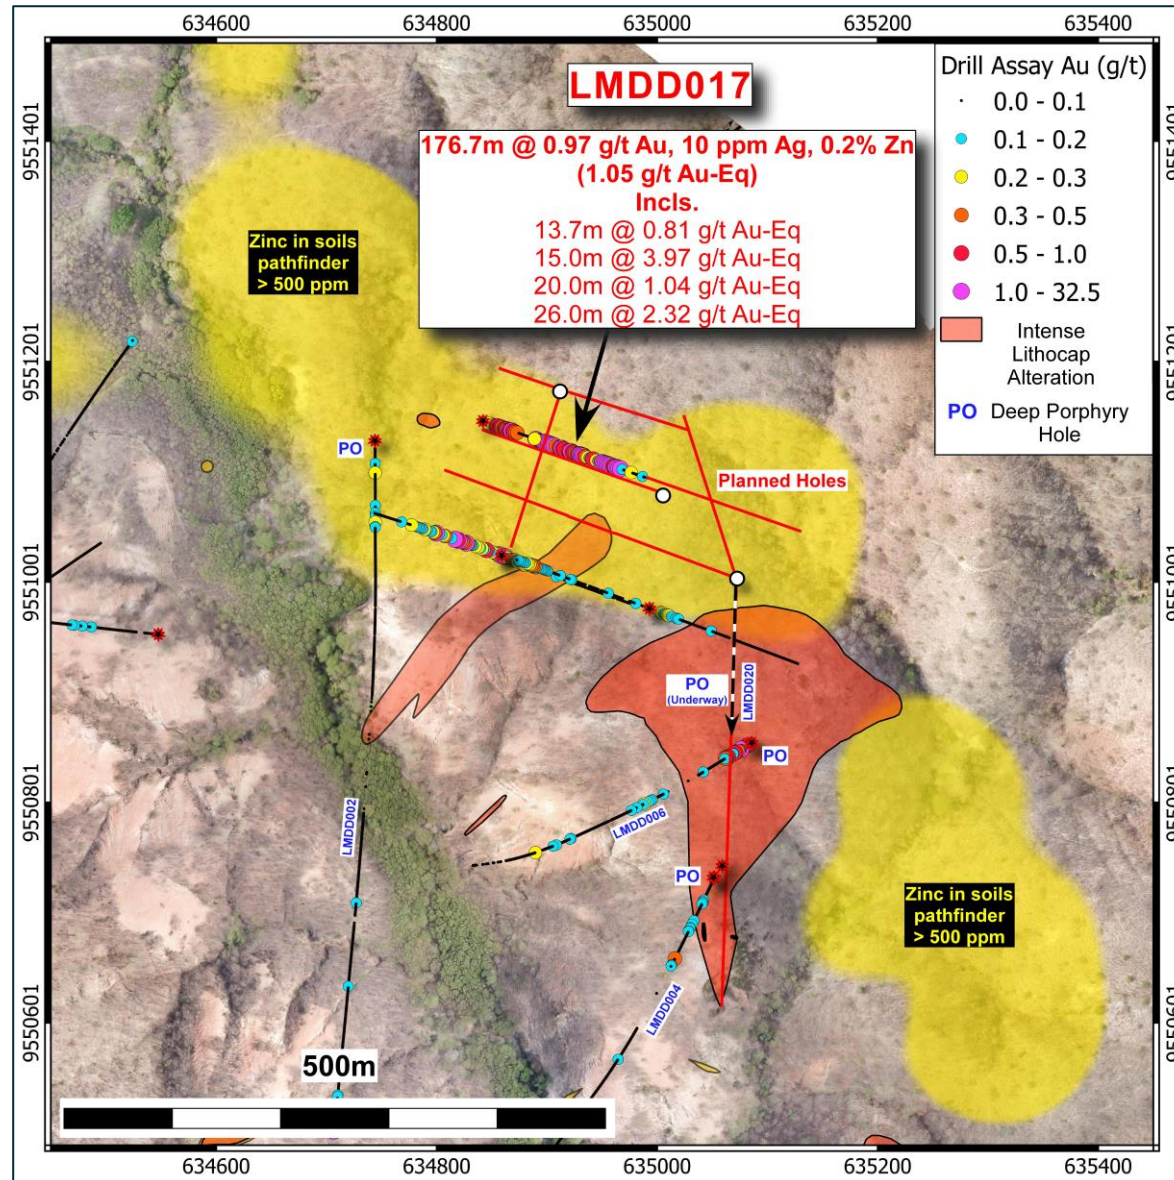 634600
634800
635000
635200
635400
9551401
9551201
9551001
9550801
9550601
9551401
9551201
9551001
9550801
9550601
LMDD017
176.7m @ 0.97 g/t Au, 10 ppm Ag, 0.2% Zn
(1.05 g/t Au-Eq)
Incls.
13.7m @ 0.81 g/t Au-Eq
15.0m @ 3.97 g/t Au-Eq
20.0m @ 1.04 g/t Au-Eq
26.0m @ 2.32 g/t Au-Eq
Drill Assay Au (g/t)
0.0 - 0.1
0.1 - 0.2
0.2 - 0.3
0.3 - 0.5
0.5 - 1.0
1.0 - 32.5
Intense
Lithocap
Alteration
PO Deep Porphyry
Hole
Zinc in soils
pathfinder
> 500 ppm
PO
Planned Holes
PO
(Underway)
LMDD020
PO
LMDD002
LMDD006
PO
LMDD004
Zinc in soils
pathfinder
> 500 ppm
500m
634600
634800
635000
635200
635400